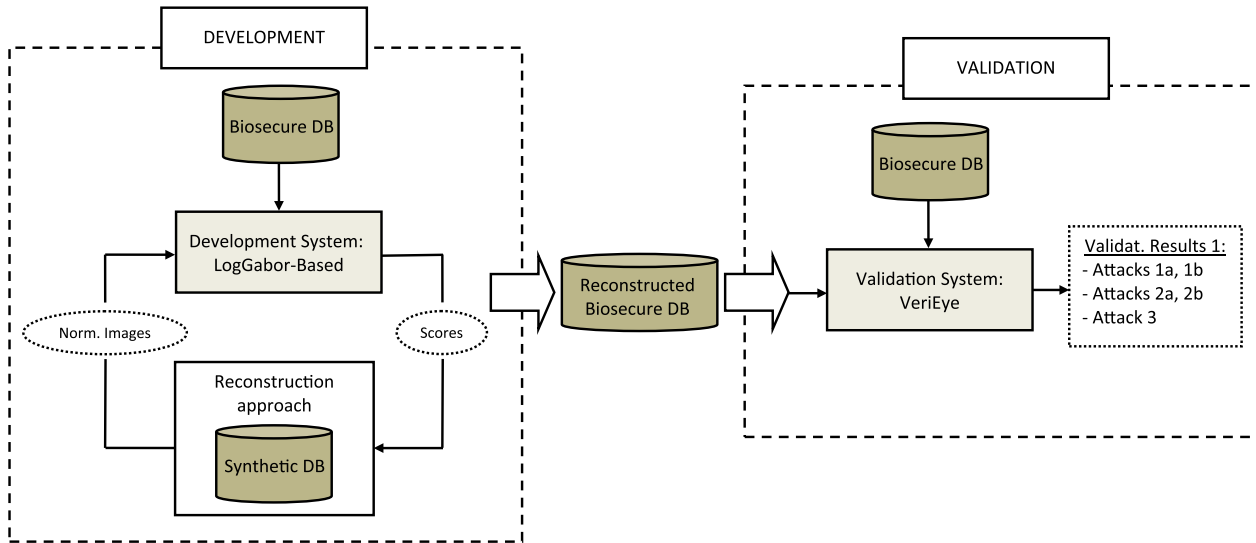 DEVELOPMENT
Biosecure DB
Development System:
LogGabor-Based
Norm. Images
Scores
Reconstruction
approach
Synthetic DB
Reconstructed
Biosecure DB
VALIDATION
Biosecure DB
Validation System:
VeriEye
Validat. Results 1:
- Attacks 1a, 1b
- Attacks 2a, 2b
- Attack 3